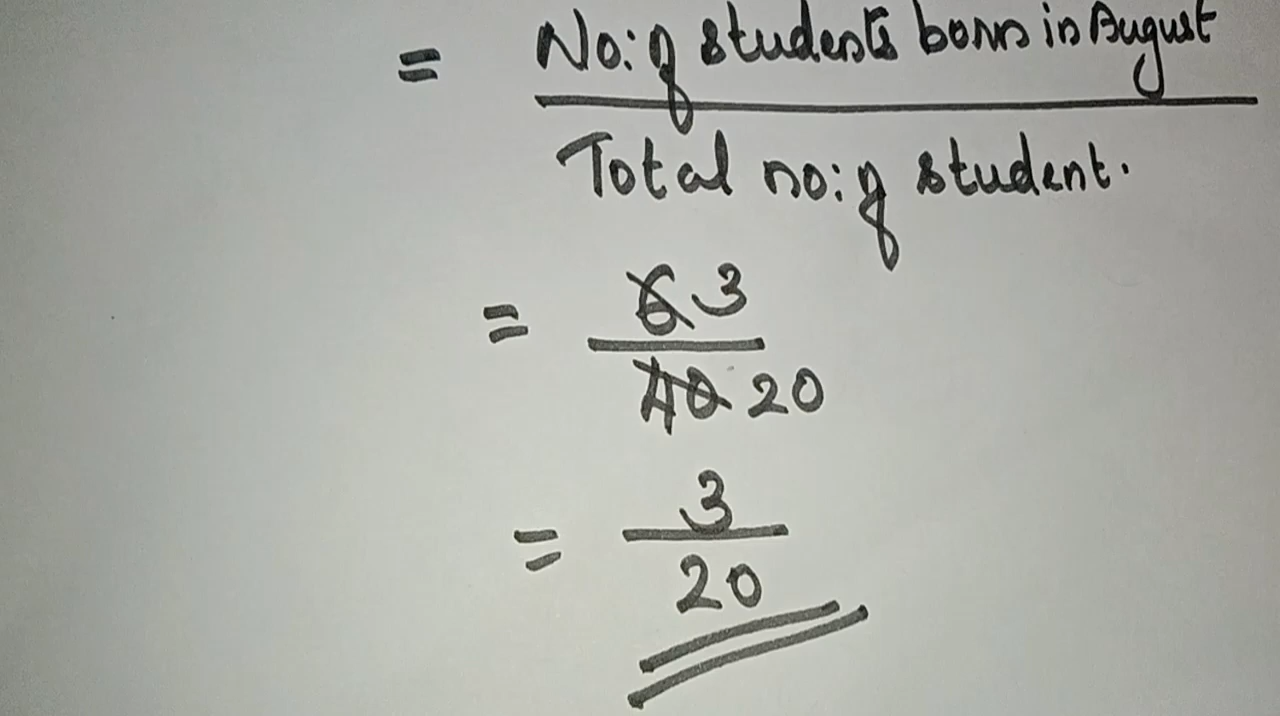 = No: of students born in August
Total no: of student.
= 6 3
40 20
= 3
20